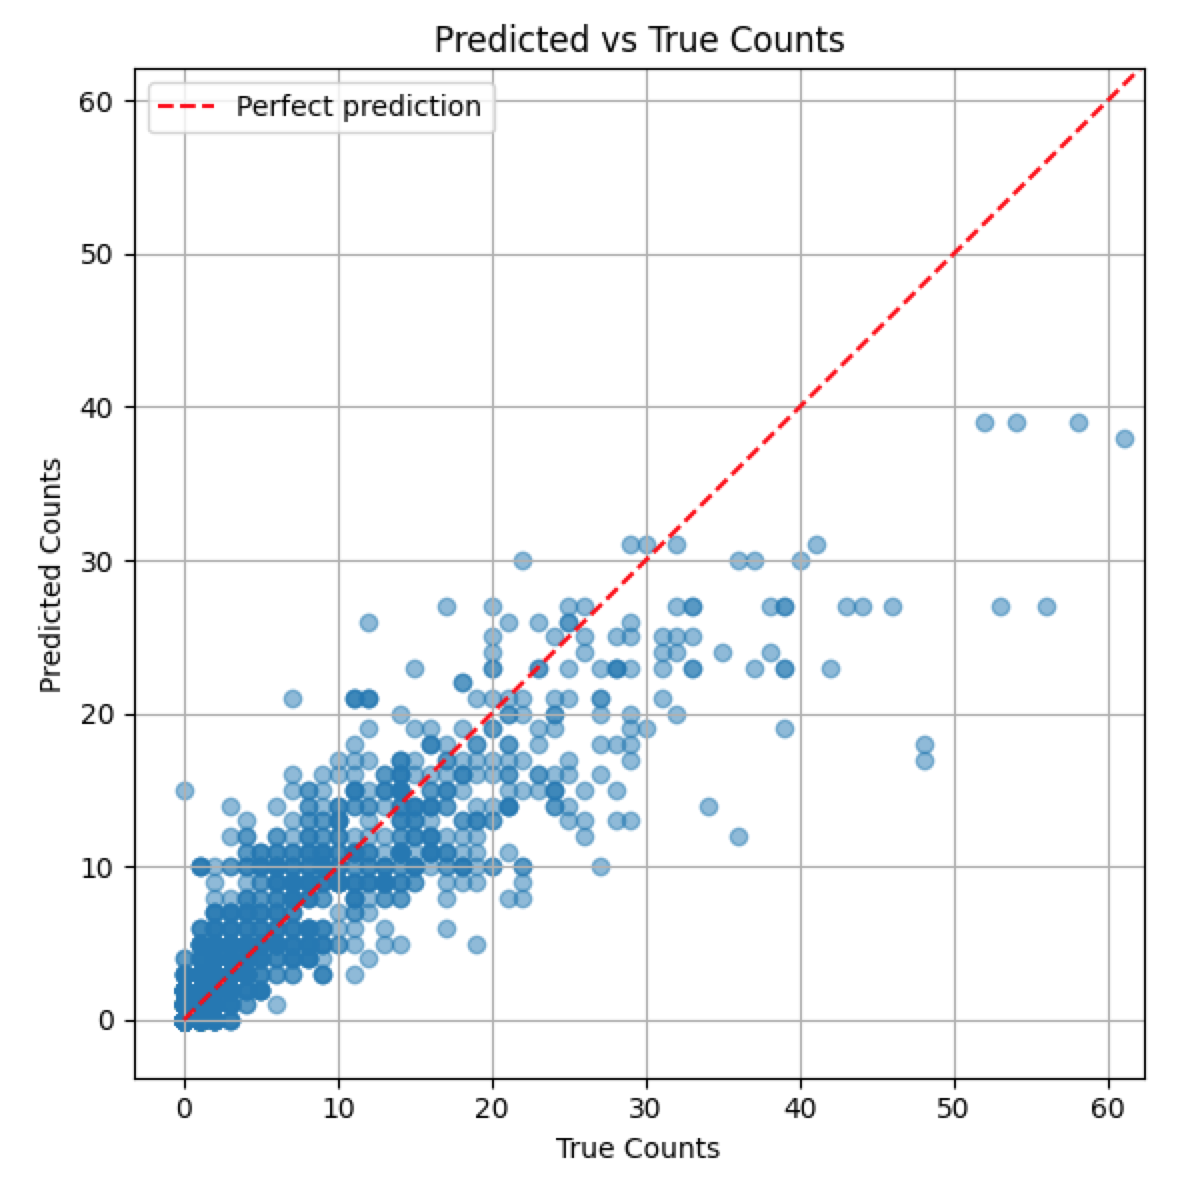 Predicted vs True Counts
Perfect prediction
60
50
40
30
20
10
0
Predicted Counts
0 10 20 30 40 50 60
True Counts